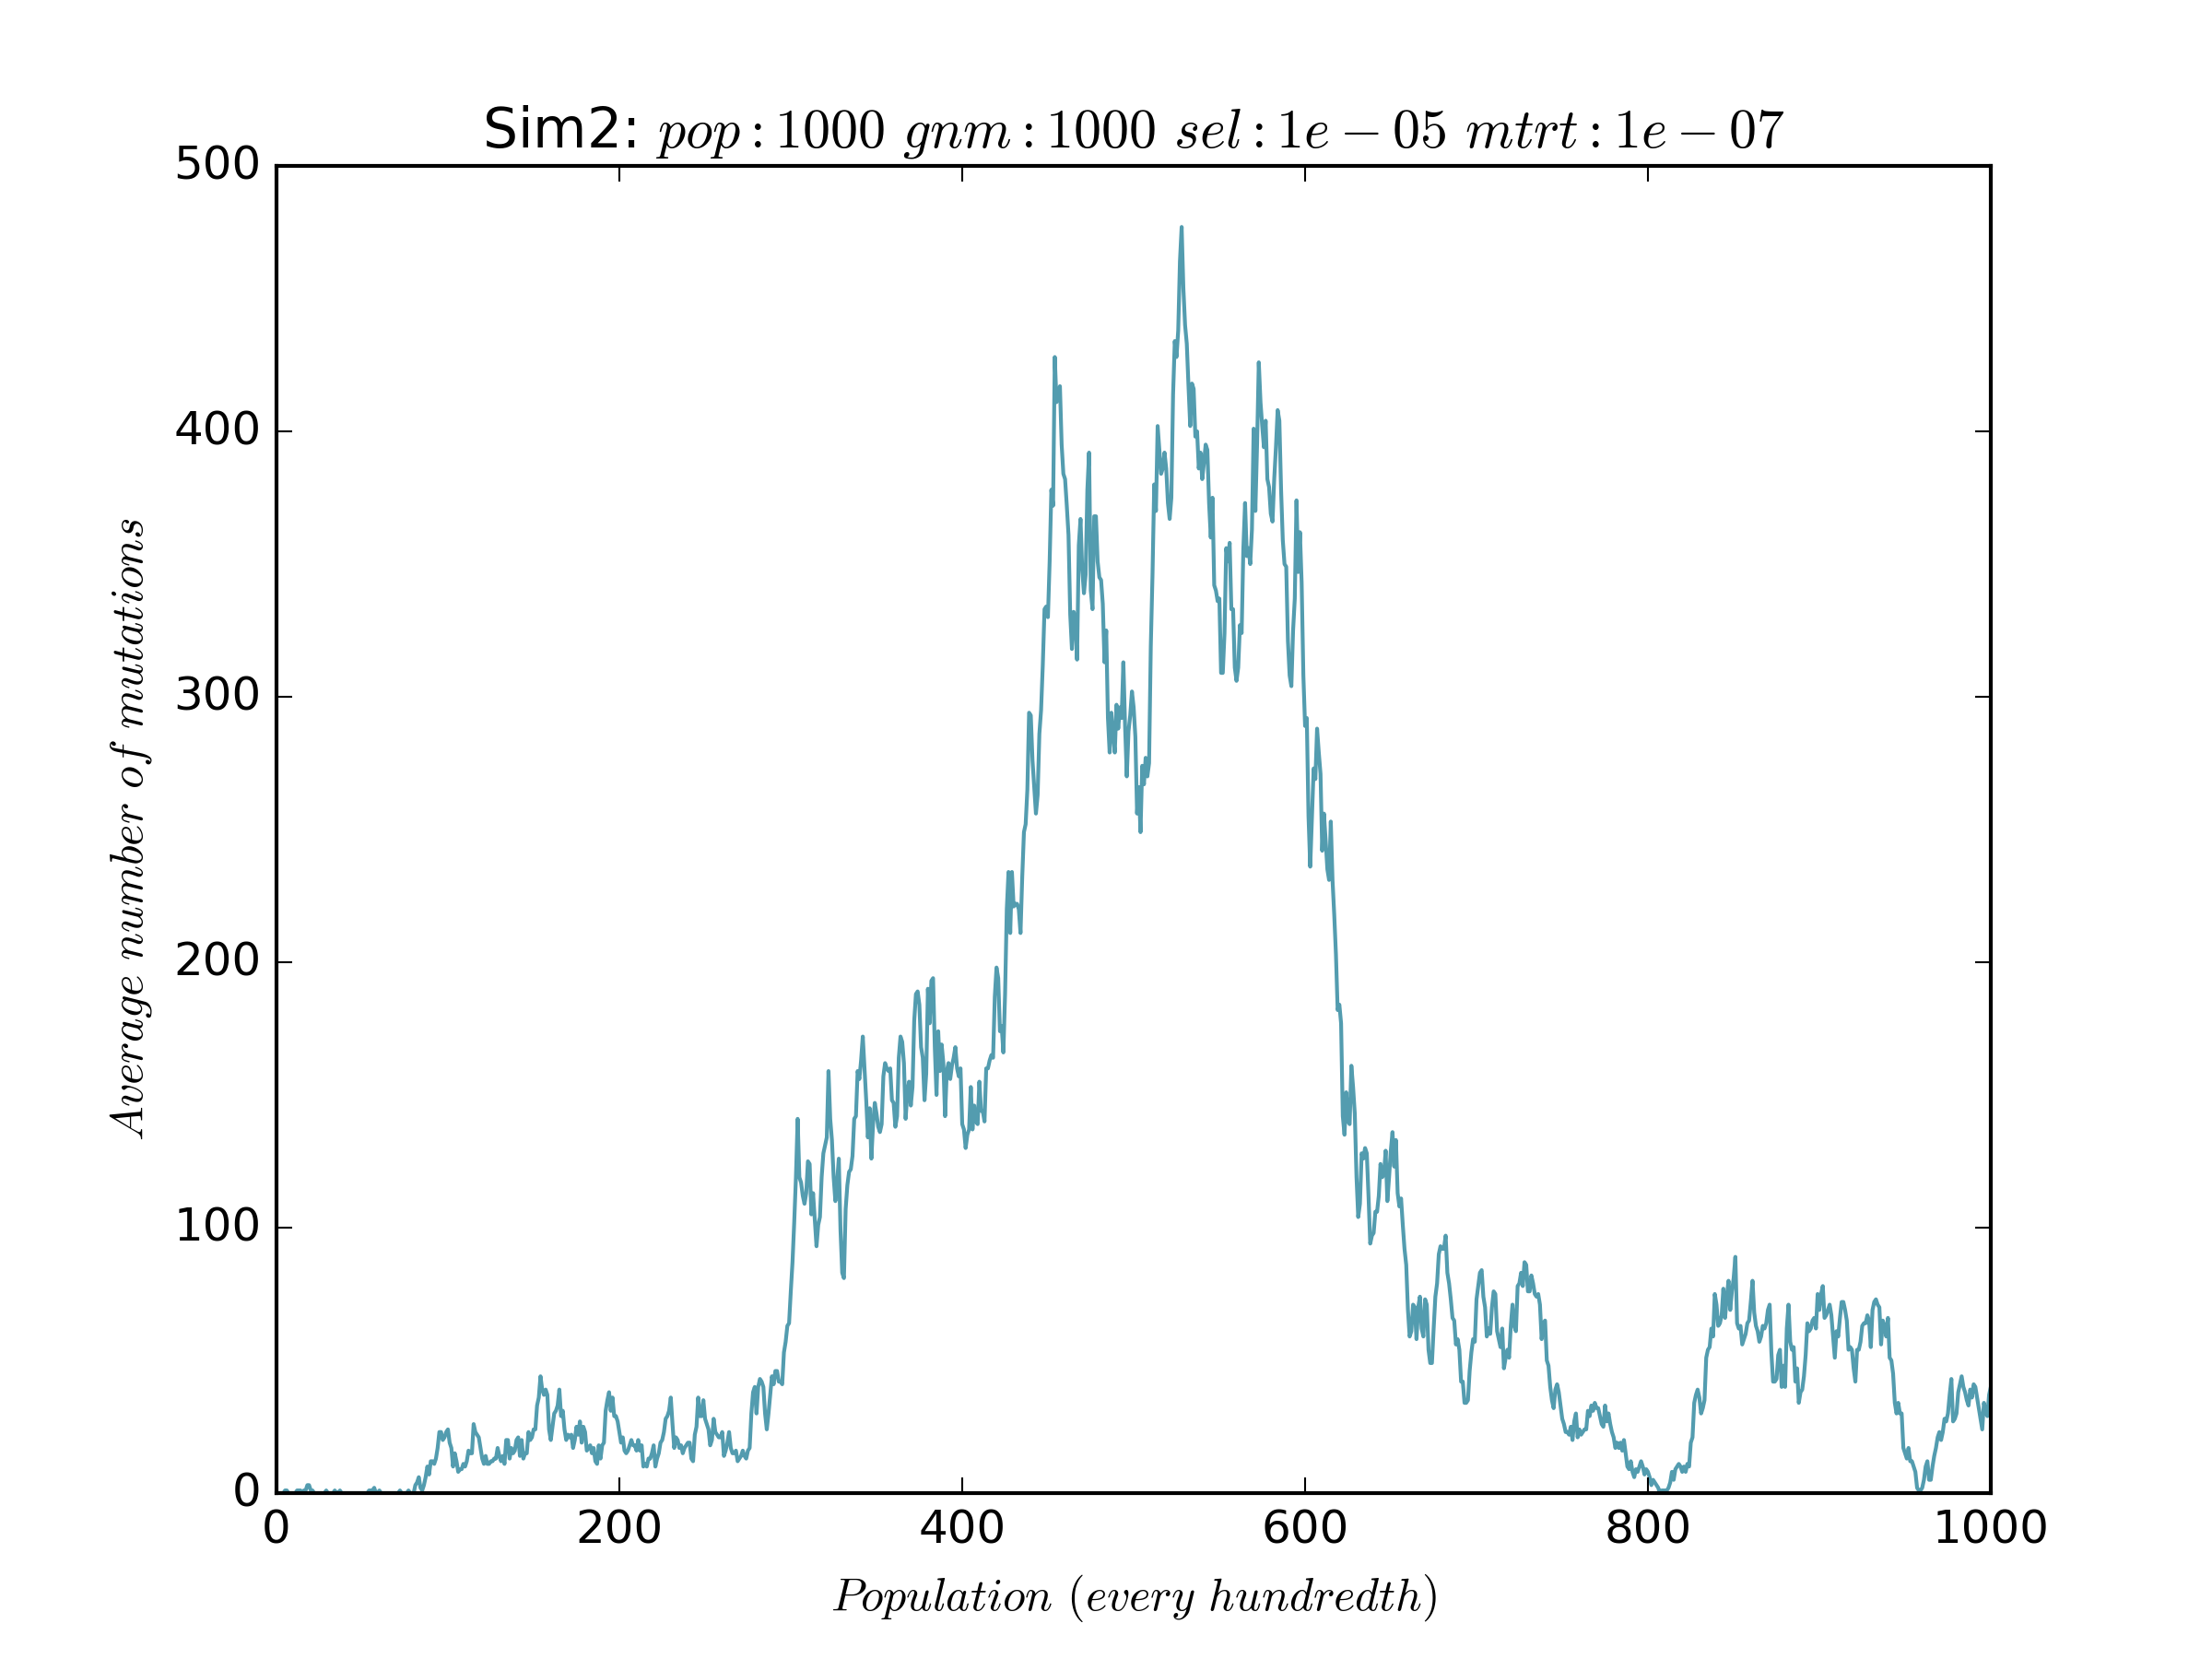 Sim2: pop : 1000 gnm : 1000 sel : 1e − 05 mtrt : 1e − 07
500
400
300
200
100
0
Average number of mutations
0 200 400 600 800 1000
Population (every hundredth)